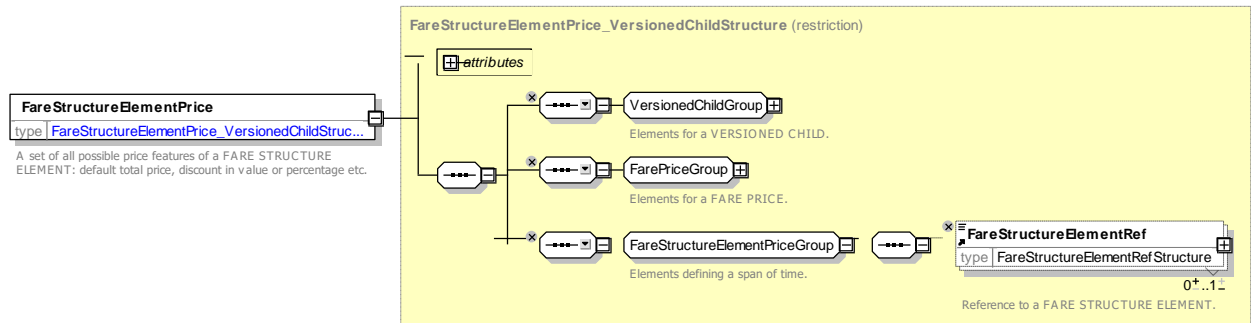 FareStructureElementPrice_VersionedChildStructure (restriction)
attributes
FareStructureElementPrice
type FareStructureElementPrice_VersionedChildStruc...
A set of all possible price features of a FARE STRUCTURE
ELEMENT: default total price, discount in value or percentage etc.
VersionedChildGroup
Elements for a VERSIONED CHILD.
FarePriceGroup
Elements for a FARE PRICE.
FareStructureElementPriceGroup
Elements defining a span of time.
FareStructureElementRef
type FareStructureElementRefStructure
0..1
Reference to a FARE STRUCTURE ELEMENT.